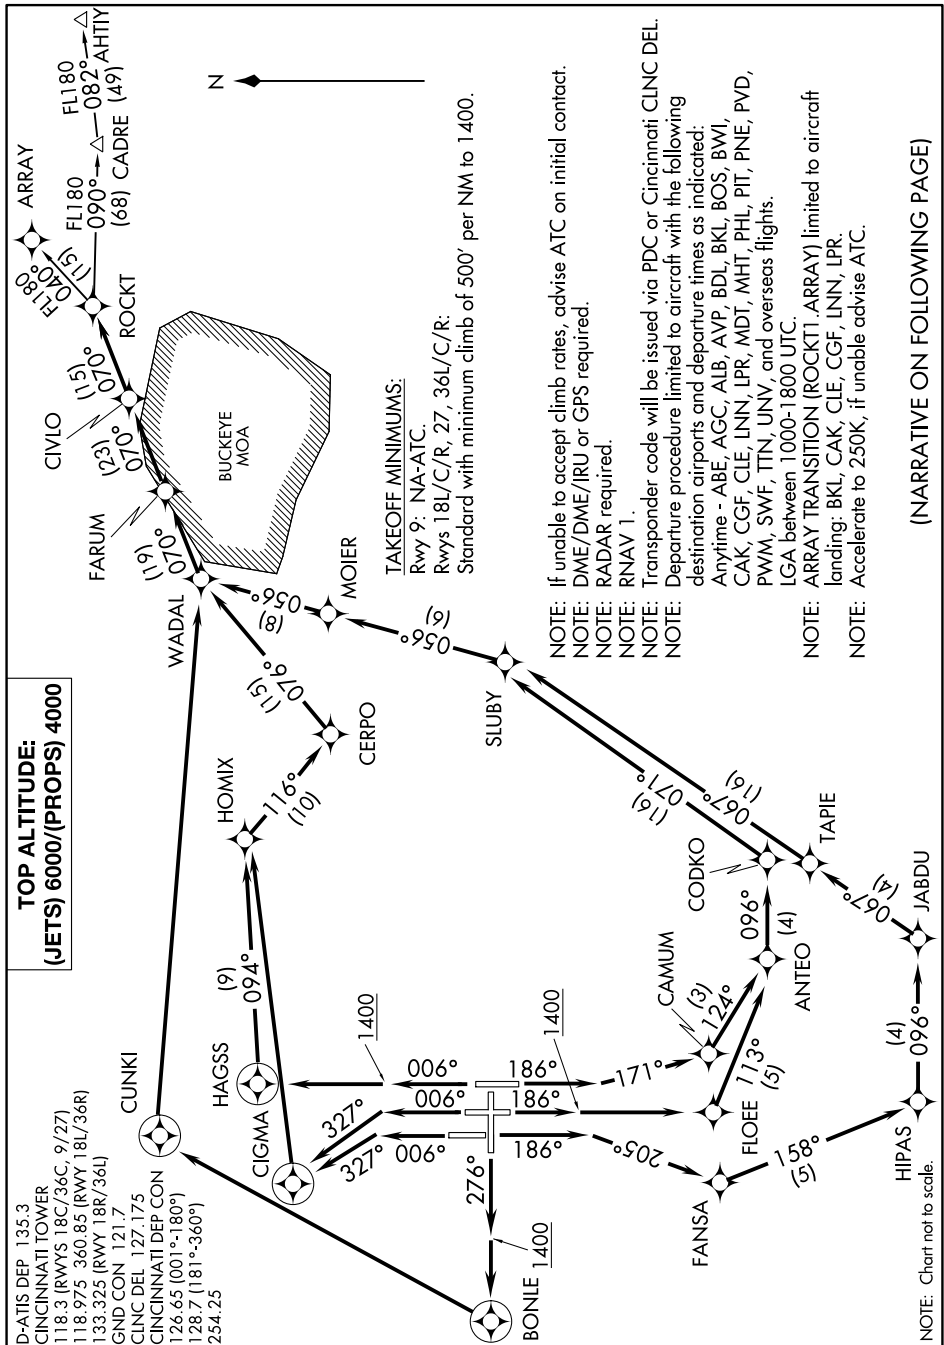 TOP ALTITUDE:
(JETS) 6000/(PROPS) 4000
D-ATIS DEP 135.3
CINCINNATI TOWER
118.3 (RWYS 18C/36C, 9/27)
118.975 360.85 (RWY 18L/36R)
133.325 (RWY 18R/36L)
GND CON 121.7
CLNC DEL 127.175
CINCINNATI DEP CON
126.65 (001°-180°)
128.7 (181°-360°)
254.25
N
ARRAY
FL180
040°
(15)
FL180
090°
(68)
CADRE
FL180
082°
(49)
AHTIY
ROCKT
(15)
070°
CIVLO
(23)
070°
FARUM
(19)
070°
WADAL
BUCKEYE
MOA
(8)
056°
MOIER
(6)
056°
SLUBY
(15)
076°
CERPO
116°
(10)
HOMIX
(9)
094°
HAGSS
CUNKI
CIGMA
BONLE
1400
276°
327°
327°
006°
006°
006°
1400
186°
186°
186°
1400
171°
205°
CAMUM
(3)
124°
FLOEE
113°
(5)
ANTEO
096°
(4)
CODKO
071°
(16)
067°
(16)
TAPIE
067°
(4)
JABDU
(4)
096°
HIPAS
158°
(5)
FANSA
TAKEOFF MINIMUMS:
Rwy 9: NA-ATC.
Rwys 18L/C/R, 27, 36L/C/R:
Standard with minimum climb of 500' per NM to 1400.
NOTE: If unable to accept climb rates, advise ATC on initial contact.
NOTE: DME/DME/IRU or GPS required.
NOTE: RADAR required.
NOTE: RNAV 1.
NOTE: Transponder code will be issued via PDC or Cincinnati CLNC DEL.
NOTE: Departure procedure limited to aircraft with the following
destination airports and departure times as indicated:
Anytime - ABE, AGC, ALB, AVP, BDL, BKL, BOS, BWI,
CAK, CGF, CLE, LNN, LPR, MDT, MHT, PHL, PIT, PNE, PVD,
PWM, SWF, TTN, UNV, and overseas flights.
LGA between 1000-1800 UTC.
NOTE: ARRAY TRANSITION (ROCKT1.ARRAY) limited to aircraft
landing: BKL, CAK, CLE, CGF, LNN, LPR.
NOTE: Accelerate to 250K, if unable advise ATC.
(NARRATIVE ON FOLLOWING PAGE)
NOTE: Chart not to scale.